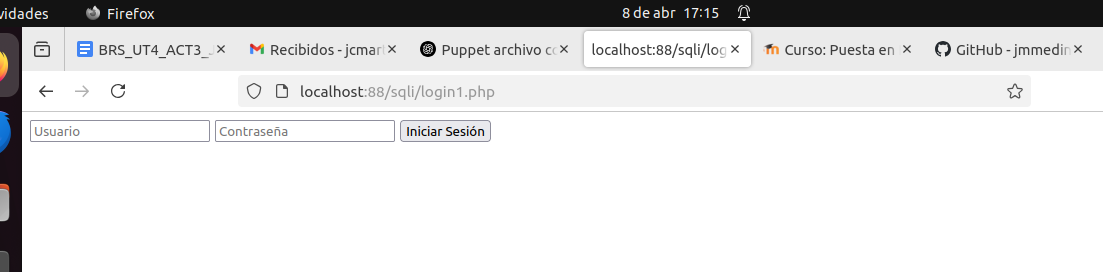 vidades Firefox 8 de abr 17:15
BRS_UT4_ACT3_ Recibidos - jcmar Puppet archivo co localhost:88/sqli/log Curso: Puesta en GitHub - jmmedin
localhost:88/sqli/login1.php
Usuario Contraseña Iniciar Sesión